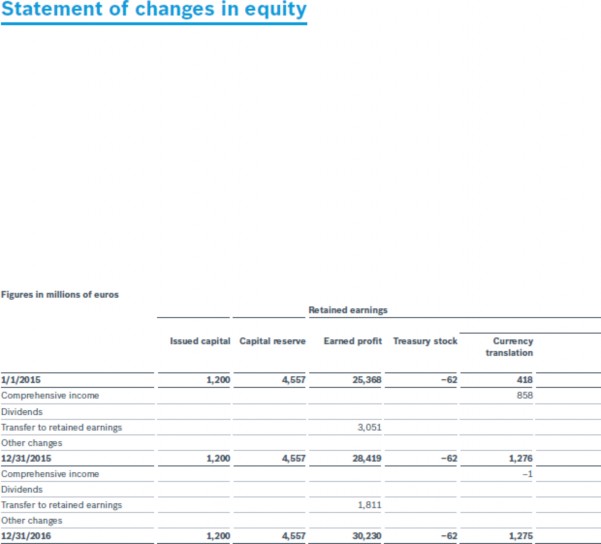 Statement of changes in equity
Figures in millions of euros
Retained earnings
Issued capital Capital reserve Earned profit Treasury stock Currency
translation
1/1/2015 1,200 4,557 25,368 −62 418
Comprehensive income 858
Dividends
Transfer to retained earnings 3,051
Other changes
12/31/2015 1,200 4,557 28,419 −62 1,276
Comprehensive income −1
Dividends
Transfer to retained earnings 1,811
Other changes
12/31/2016 1,200 4,557 30,230 −62 1,275